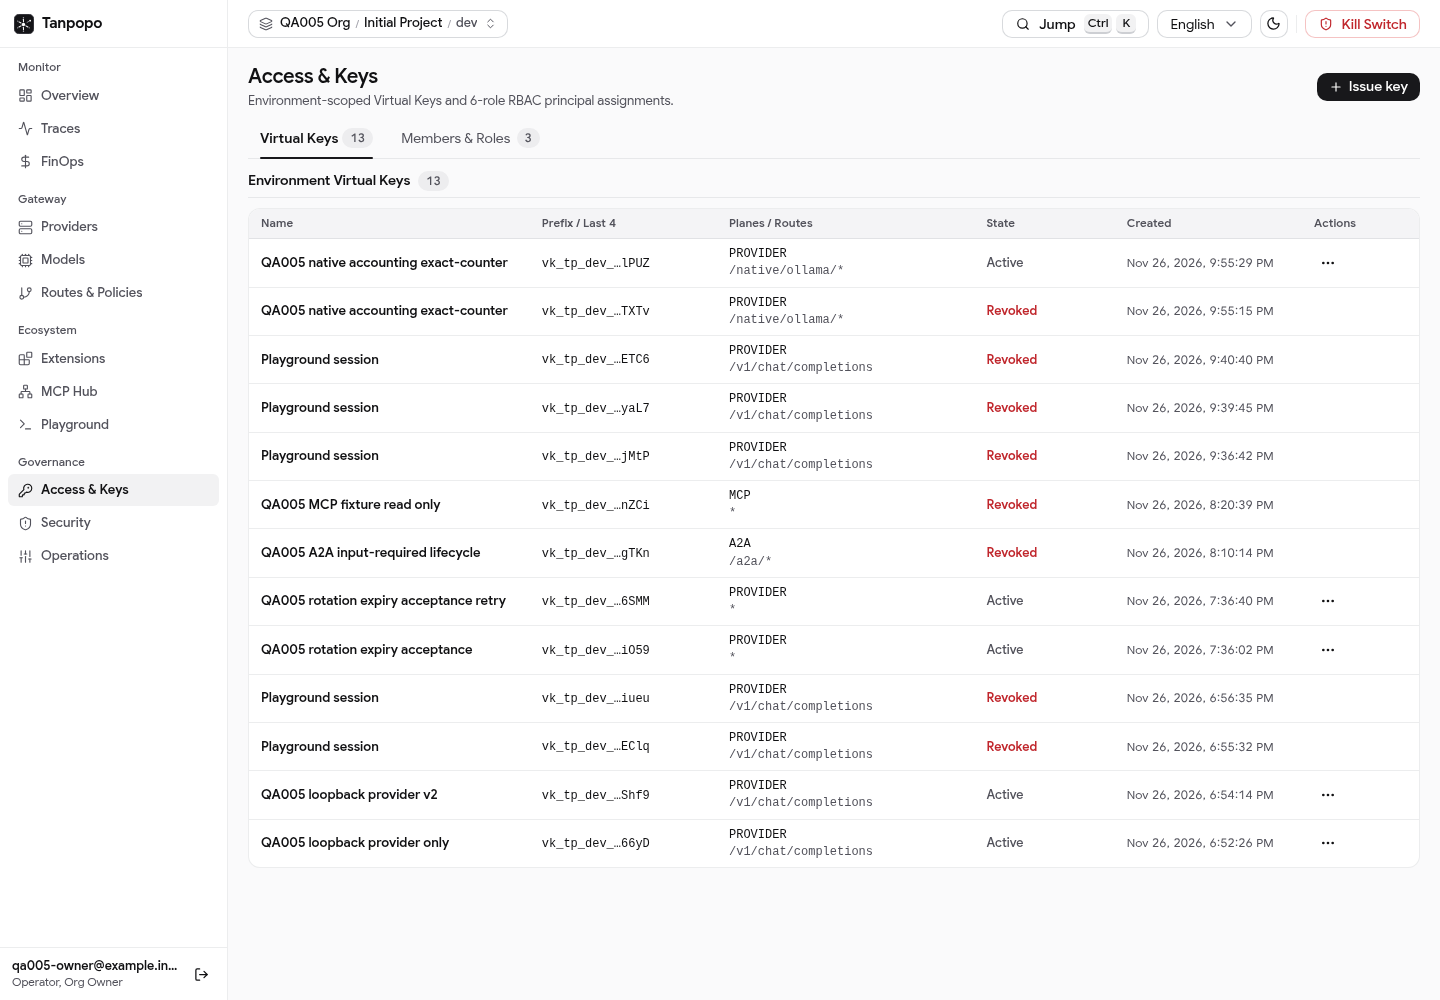 Tanpopo
QA005 Org / Initial Project / dev
Jump Ctrl K
English
Kill Switch
Monitor
Overview
Traces
FinOps
Gateway
Providers
Models
Routes & Policies
Ecosystem
Extensions
MCP Hub
Playground
Governance
Access & Keys
Security
Operations
qa005-owner@example.in...
Operator, Org Owner
Access & Keys
Environment-scoped Virtual Keys and 6-role RBAC principal assignments.
Issue key
Virtual Keys 13
Members & Roles 3
Environment Virtual Keys 13
Name Prefix / Last 4 Planes / Routes State Created Actions
QA005 native accounting exact-counter vk_tp_dev_…lPUZ PROVIDER Active Nov 26, 2026, 9:55:29 PM
/native/ollama/*
QA005 native accounting exact-counter vk_tp_dev_…TXTv PROVIDER Revoked Nov 26, 2026, 9:55:15 PM
/native/ollama/*
Playground session vk_tp_dev_…ETC6 PROVIDER Revoked Nov 26, 2026, 9:40:40 PM
/v1/chat/completions
Playground session vk_tp_dev_…yaL7 PROVIDER Revoked Nov 26, 2026, 9:39:45 PM
/v1/chat/completions
Playground session vk_tp_dev_…jMtP PROVIDER Revoked Nov 26, 2026, 9:36:42 PM
/v1/chat/completions
QA005 MCP fixture read only vk_tp_dev_…nZCi MCP Revoked Nov 26, 2026, 8:20:39 PM
*
QA005 A2A input-required lifecycle vk_tp_dev_…gTKn A2A Revoked Nov 26, 2026, 8:10:14 PM
/a2a/*
QA005 rotation expiry acceptance retry vk_tp_dev_…6SMM PROVIDER Active Nov 26, 2026, 7:36:40 PM
*
QA005 rotation expiry acceptance vk_tp_dev_…iO59 PROVIDER Active Nov 26, 2026, 7:36:02 PM
*
Playground session vk_tp_dev_…iueu PROVIDER Revoked Nov 26, 2026, 6:56:35 PM
/v1/chat/completions
Playground session vk_tp_dev_…EClq PROVIDER Revoked Nov 26, 2026, 6:55:32 PM
/v1/chat/completions
QA005 loopback provider v2 vk_tp_dev_…Shf9 PROVIDER Active Nov 26, 2026, 6:54:14 PM
/v1/chat/completions
QA005 loopback provider only vk_tp_dev_…66yD PROVIDER Active Nov 26, 2026, 6:52:26 PM
/v1/chat/completions